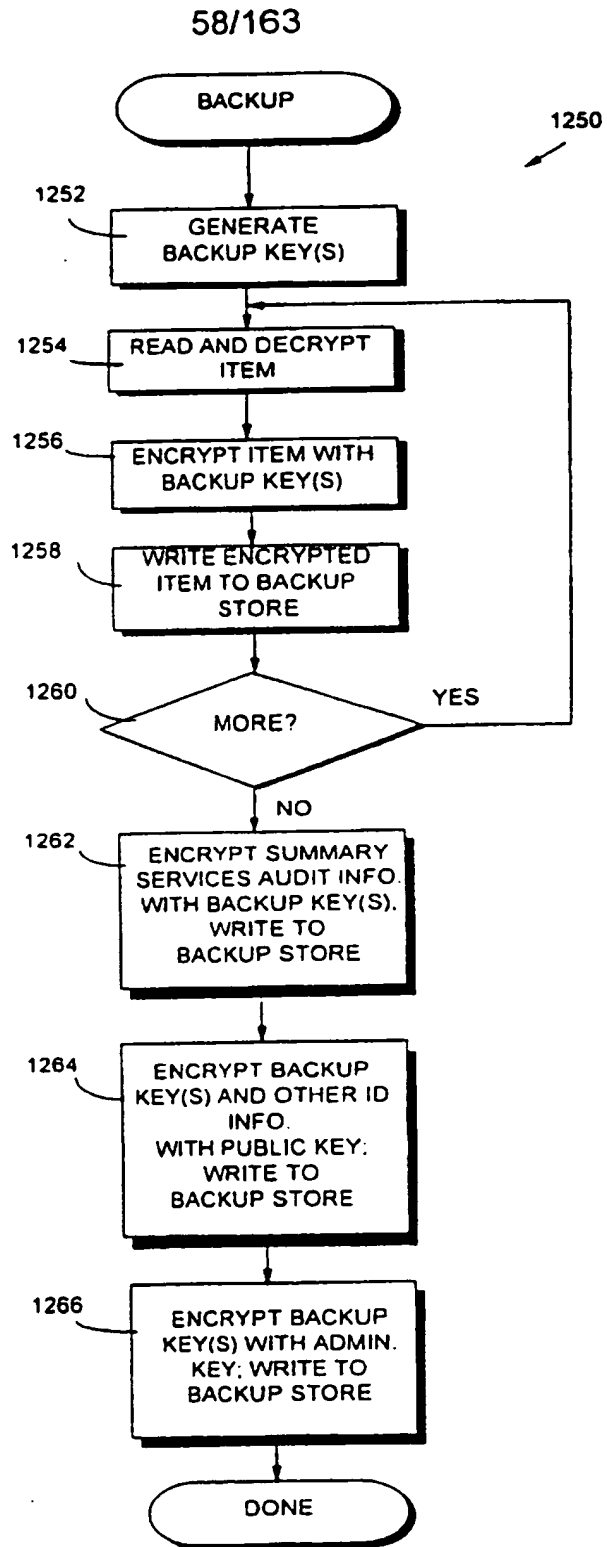 58/163
BACKUP
1250
1252
GENERATE
BACKUP KEY(S)
1254
READ AND DECRYPT
ITEM
1256
ENCRYPT ITEM WITH
BACKUP KEY(S)
1258
WRITE ENCRYPTED
ITEM TO BACKUP
STORE
1260
MORE?
YES
NO
1262
ENCRYPT SUMMARY
SERVICES AUDIT INFO.
WITH BACKUP KEY(S).
WRITE TO
BACKUP STORE
1264
ENCRYPT BACKUP
KEY(S) AND OTHER ID
INFO.
WITH PUBLIC KEY;
WRITE TO
BACKUP STORE
1266
ENCRYPT BACKUP
KEY(S) WITH ADMIN.
KEY; WRITE TO
BACKUP STORE
DONE